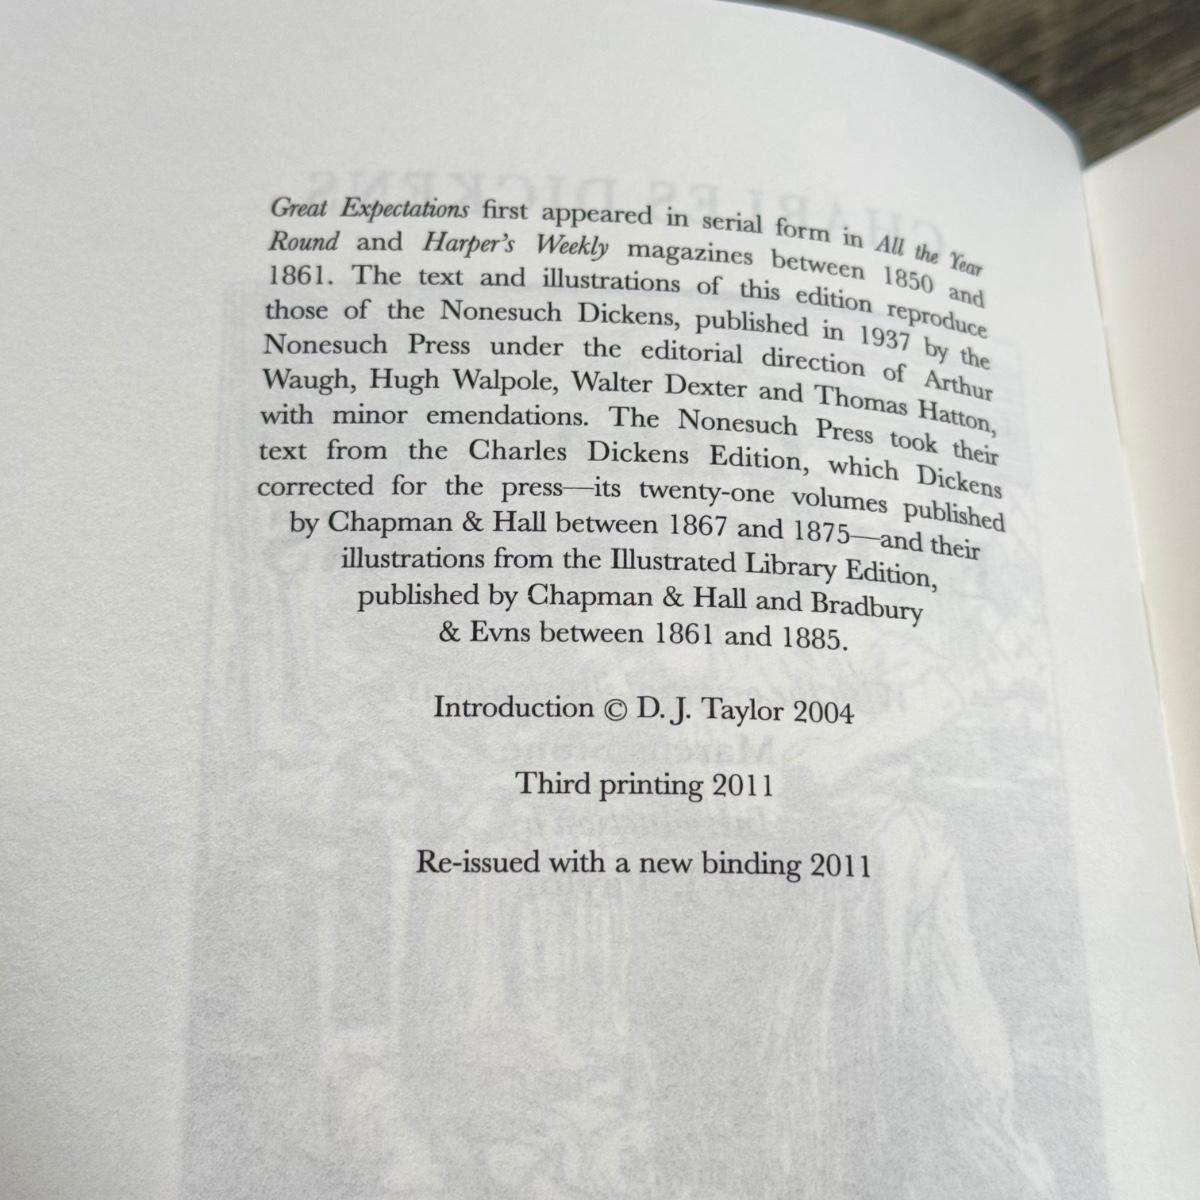 Great Expectations first appeared in serial form in All the Year
Round and Harper's Weekly magazines between 1850 and
1861. The text and illustrations of this edition reproduce
those of the Nonesuch Dickens, published in 1937 by the
Nonesuch Press under the editorial direction of Arthur
Waugh, Hugh Walpole, Walter Dexter and Thomas Hatton,
with minor emendations. The Nonesuch Press took their
text from the Charles Dickens Edition, which Dickens
corrected for the press—its twenty-one volumes published
by Chapman & Hall between 1867 and 1875—and their
illustrations from the Illustrated Library Edition,
published by Chapman & Hall and Bradbury
& Evns between 1861 and 1885.
Introduction © D. J. Taylor 2004
Third printing 2011
Re-issued with a new binding 2011